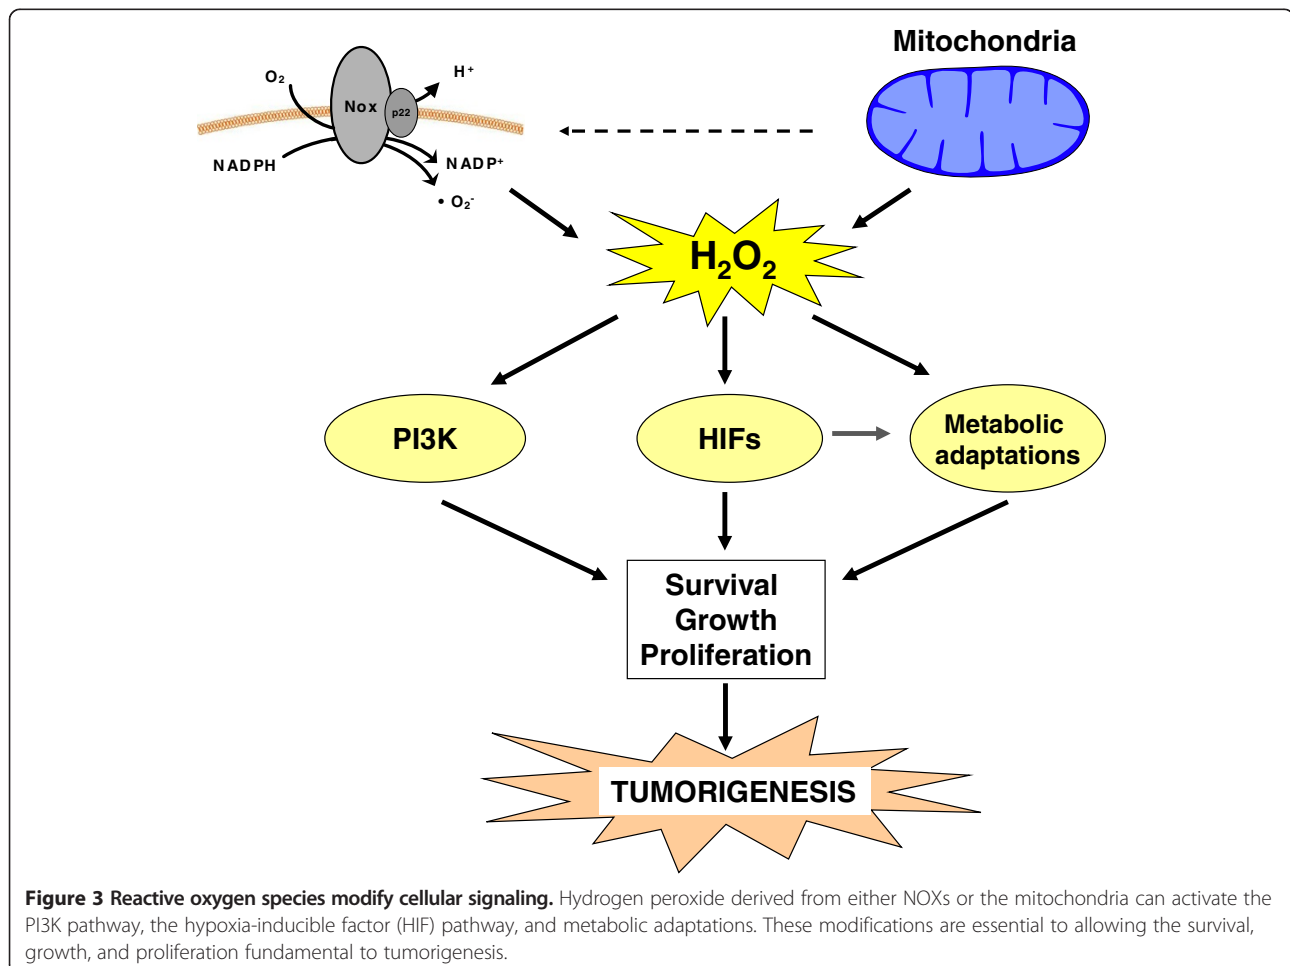 Mitochondria
O₂
H⁺
Nox
p22
NADPH
NADP⁺
• O₂⁻
H₂O₂
PI3K
HIFs
Metabolic
adaptations
Survival
Growth
Proliferation
TUMORIGENESIS
Figure 3 Reactive oxygen species modify cellular signaling. Hydrogen peroxide derived from either NOXs or the mitochondria can activate the
PI3K pathway, the hypoxia-inducible factor (HIF) pathway, and metabolic adaptations. These modifications are essential to allowing the survival,
growth, and proliferation fundamental to tumorigenesis.